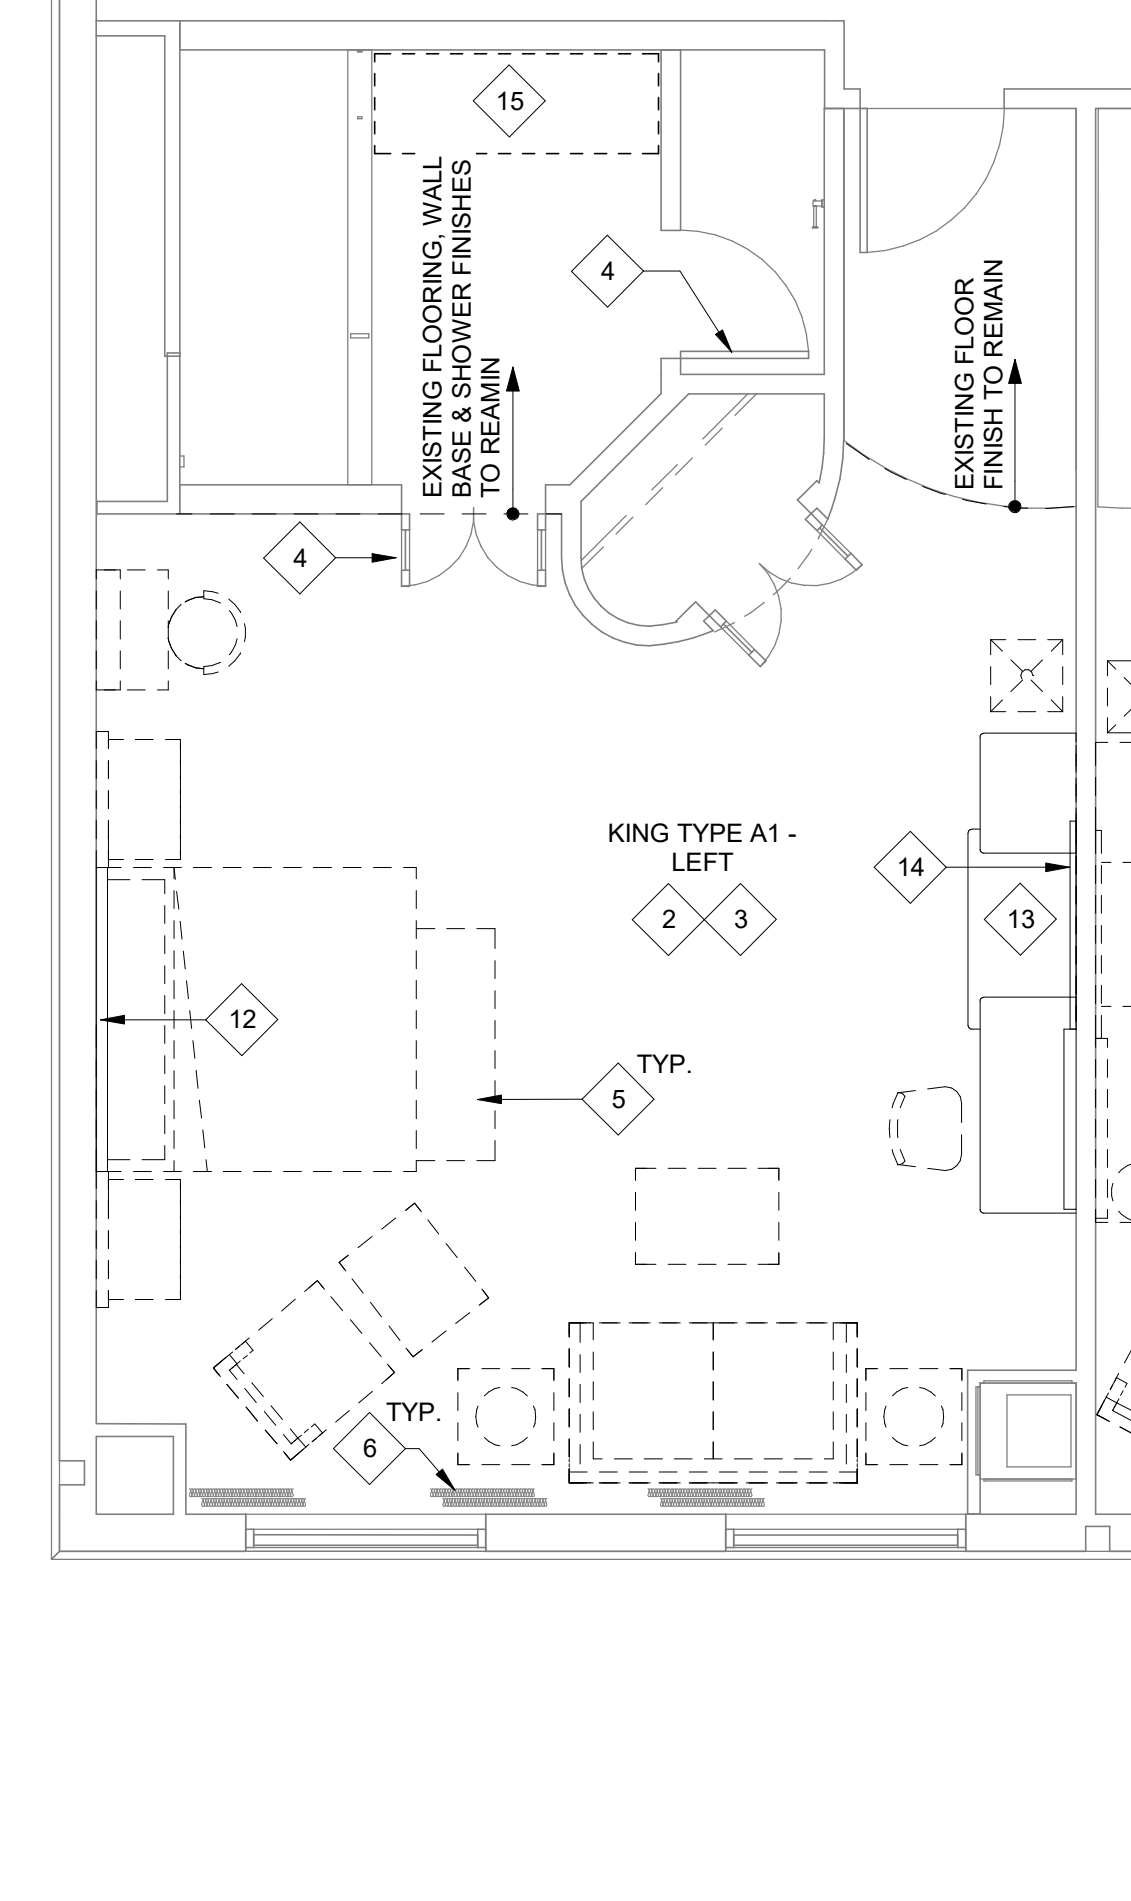 15
EXISTING FLOORING, WALL
BASE & SHOWER FINISHES
TO REAMIN
4
EXISTING FLOOR
FINISH TO REMAIN
4
KING TYPE A1 -
LEFT
2
3
14
13
12
TYP.
5
TYP.
6